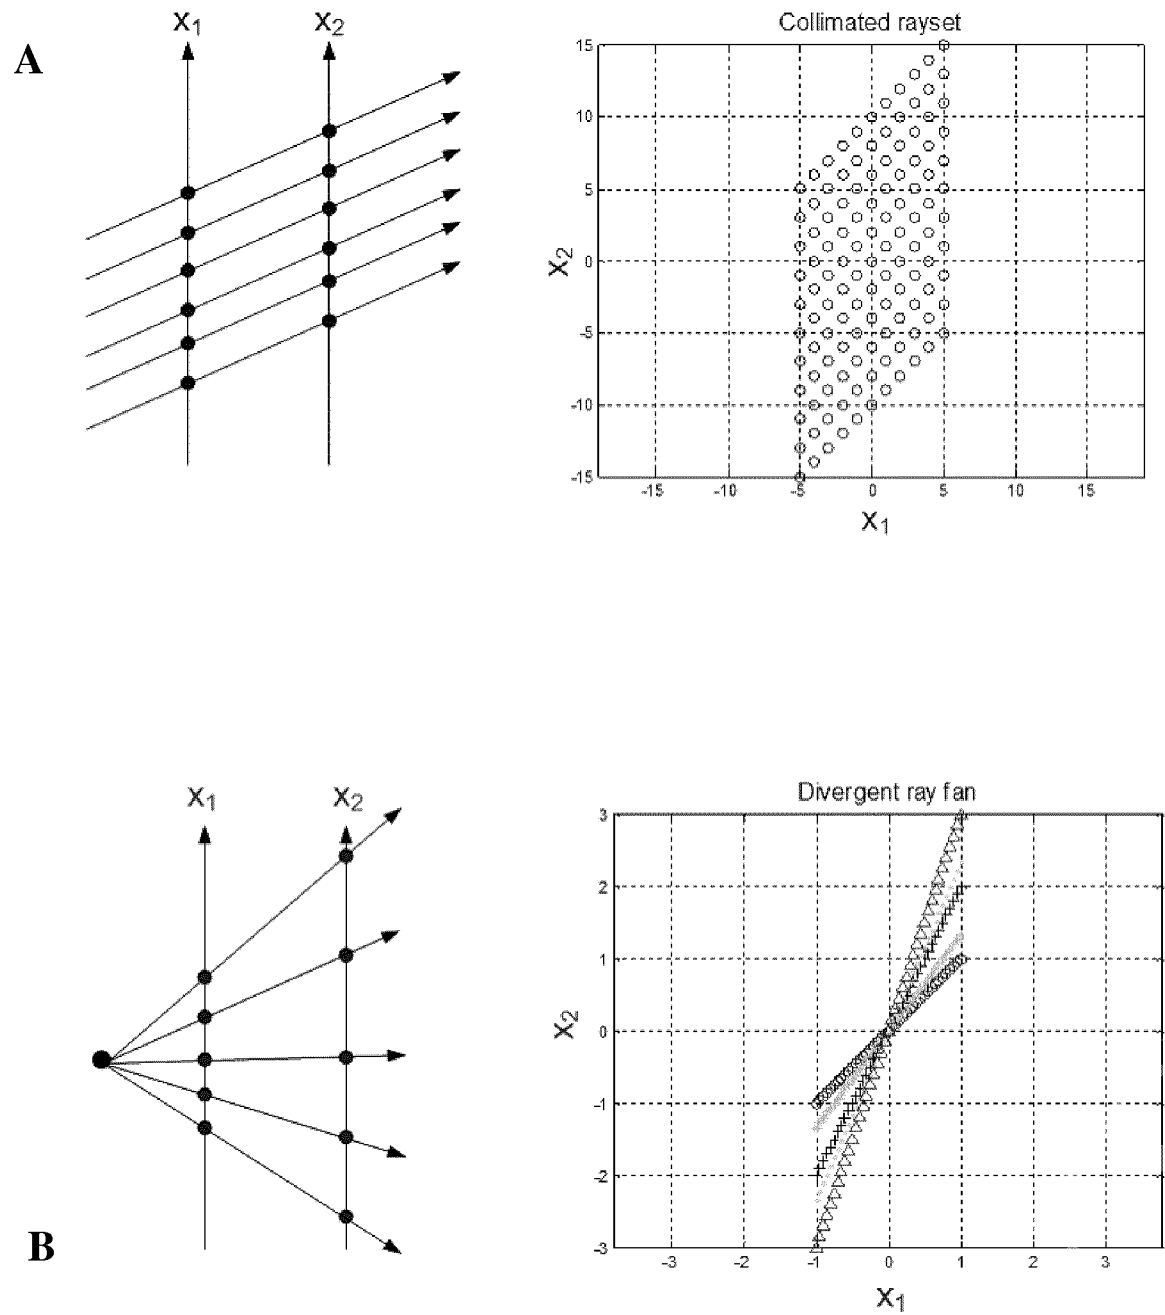 A
x₁ x₂
Collimated rayset
15
10
5
0
-5
-10
-15
x₂
-15 -10 -5 0 5 10 15
x₁
B
x₁ x₂
Divergent ray fan
3
2
1
0
-1
-2
-3
x₂
-3 -2 -1 0 1 2 3
x₁